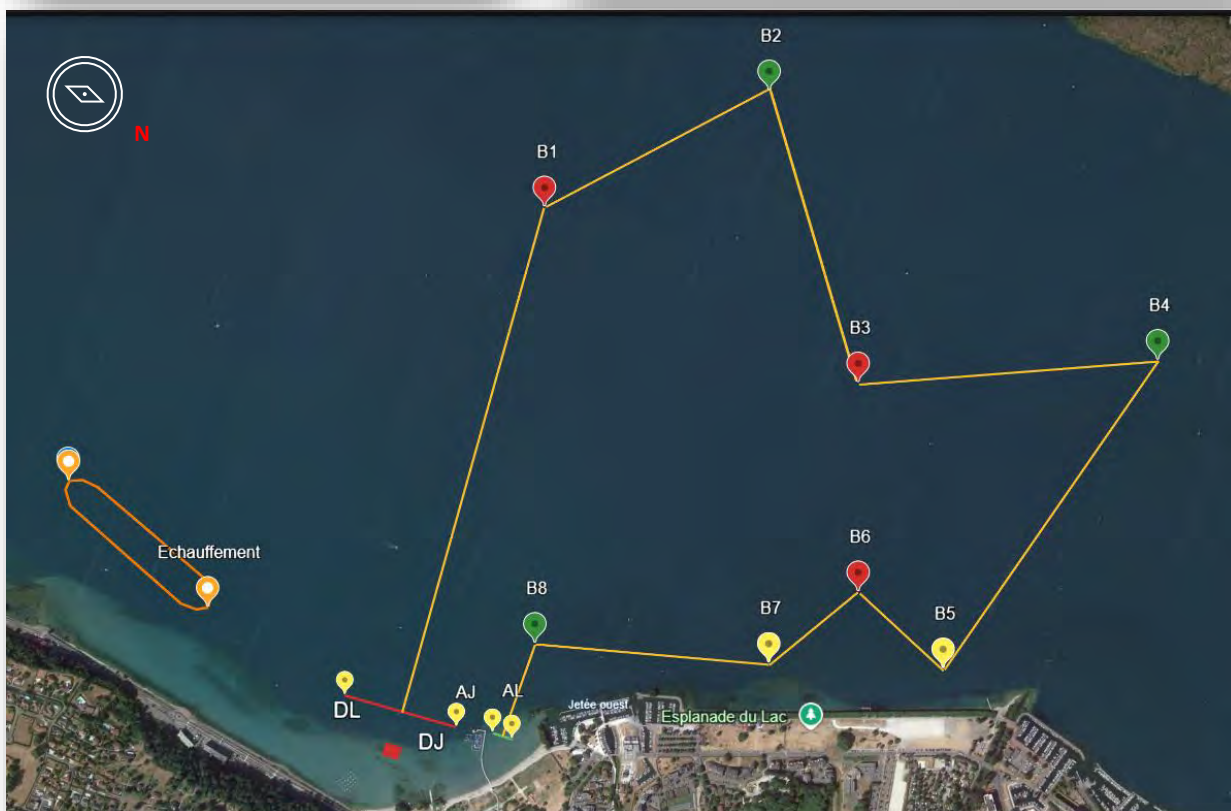 B2
N
B1
B3
B4
Echauffement
B6
B8
B7
B5
DL
AJ
AL
DJ
Jetée ouest
Esplanade du Lac